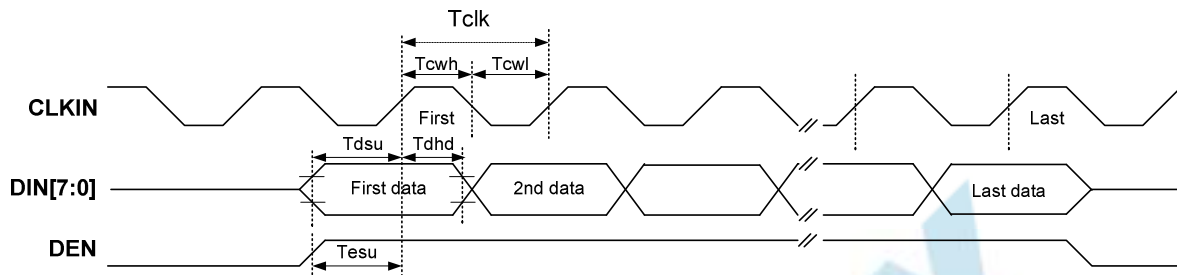 Tclk
Tcwh Tcwl
CLKIN
First
Last
Tdsu Tdhd
DIN[7:0]
First data
2nd data
Last data
DEN
Tesu